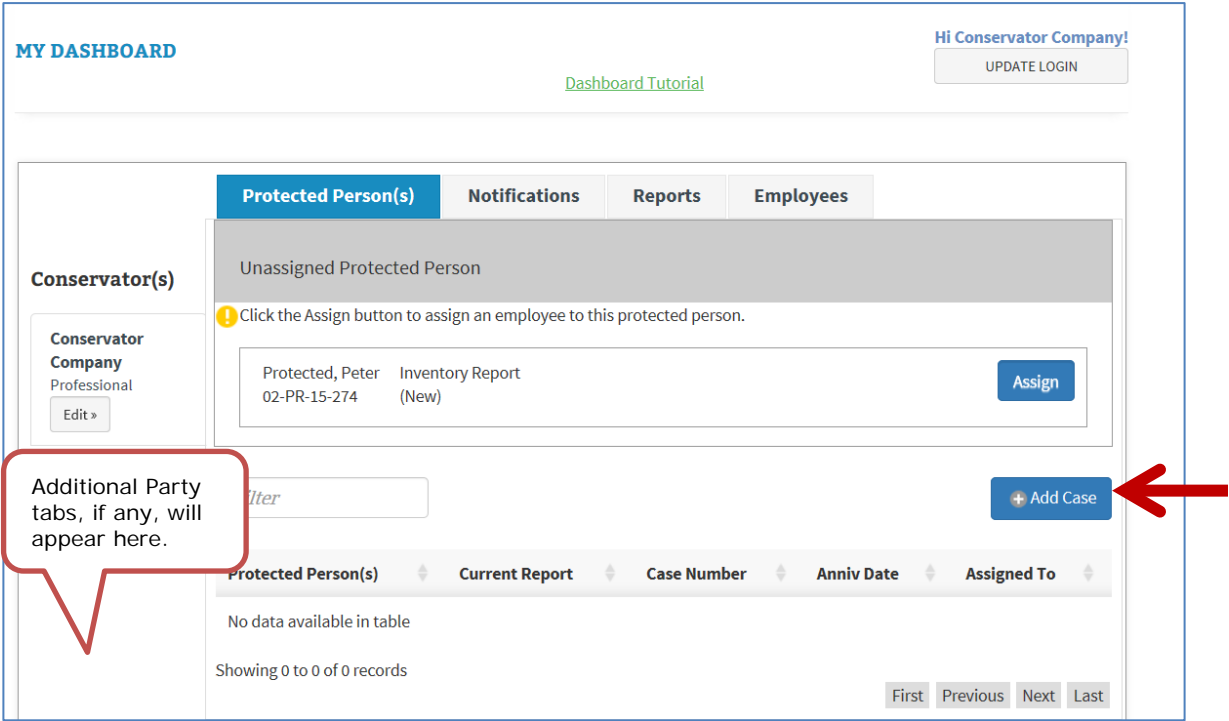 MY DASHBOARD
Hi Conservator Company!
UPDATE LOGIN
Dashboard Tutorial
Protected Person(s)
Notifications
Reports
Employees
Conservator(s)
Conservator
Company
Professional
Edit »
Unassigned Protected Person
Click the Assign button to assign an employee to this protected person.
Protected, Peter Inventory Report
02-PR-15-274 (New)
Assign
Additional Party
tabs, if any, will
appear here.
Add Case
Protected Person(s) Current Report Case Number Anniv Date Assigned To
No data available in table
Showing 0 to 0 of 0 records
First Previous Next Last